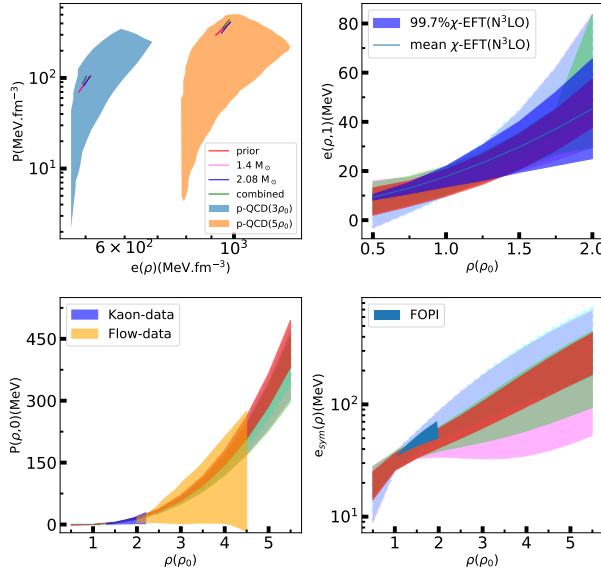 P(MeV.fm⁻³)
10²
10¹
prior
1.4 M⊙
2.08 M⊙
combined
p-QCD(3ρ₀)
p-QCD(5ρ₀)
6 × 10² 10³
e(ρ)(MeV.fm⁻³)
e(ρ,1)(MeV)
99.7%χ-EFT(N³LO)
mean χ-EFT(N³LO)
80
60
40
20
0
0.5 1.0 1.5 2.0
ρ(ρ₀)
P(ρ,0)(MeV)
Kaon-data
Flow-data
450
300
150
0
1 2 3 4 5
ρ(ρ₀)
e_sym(ρ)(MeV)
FOPI
10²
10¹
1 2 3 4 5
ρ(ρ₀)